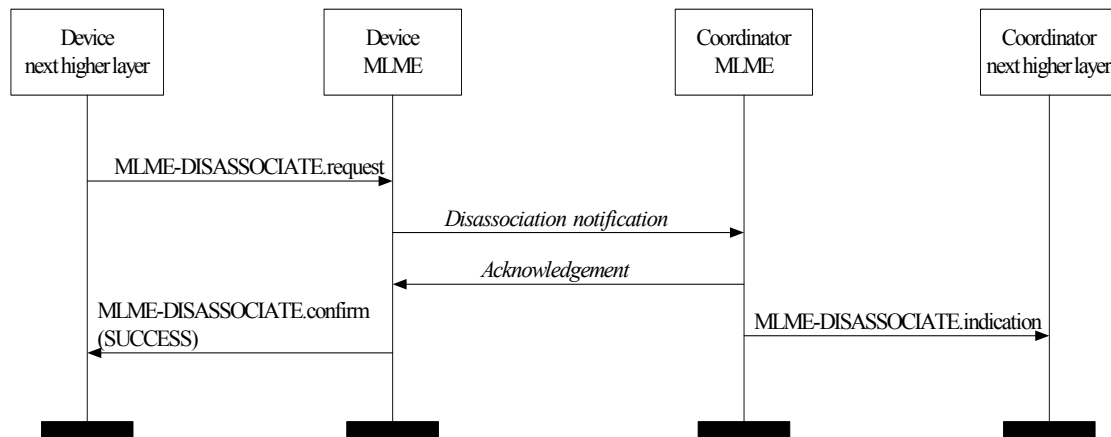 Device
next higher layer
Device
MLME
Coordinator
MLME
Coordinator
next higher layer
MLME-DISASSOCIATE.request
Disassociation notification
Acknowledgement
MLME-DISASSOCIATE.confirm
(SUCCESS)
MLME-DISASSOCIATE.indication